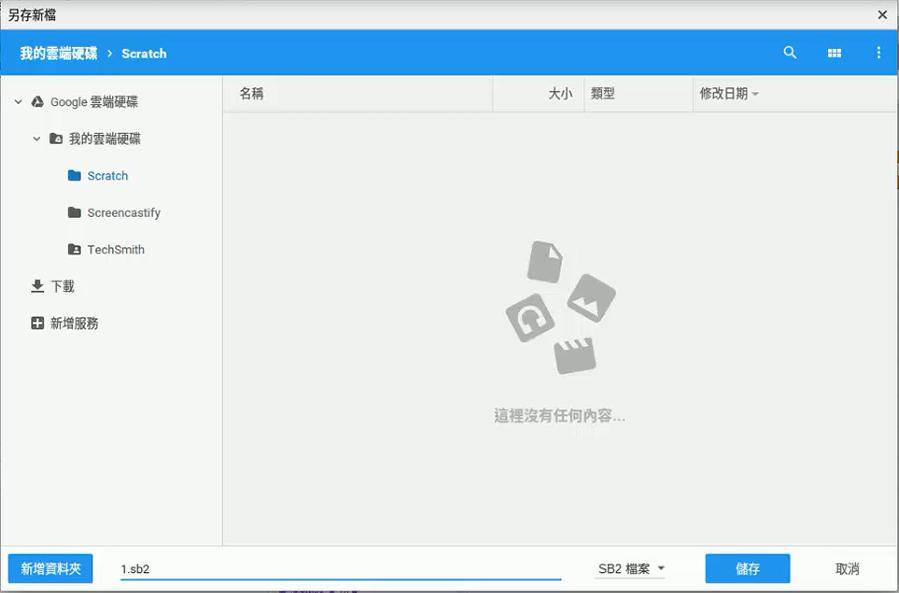 另存新檔
我的雲端硬碟 > Scratch
名稱 大小 類型 修改日期
Google 雲端硬碟
我的雲端硬碟
Scratch
Screencastify
TechSmith
下載
新增服務
這裡沒有任何內容...
新增資料夾 1.sb2 SB2 檔案 儲存 取消